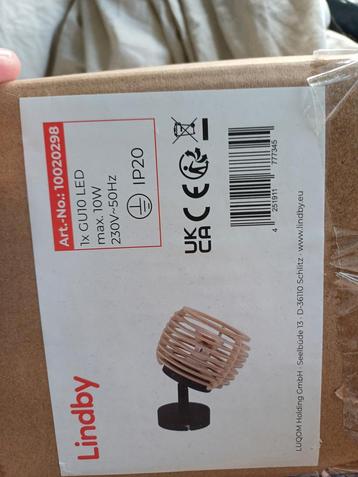 Art.-No.: 10020298
1x GU10 LED
max. 10W
230V~50Hz
IP20
UK
CA
CE
4 251911 777345
Lindby
LUQOM Holding GmbH · Seelbüde 13 · D-36110 Schlitz · www.lindby.eu